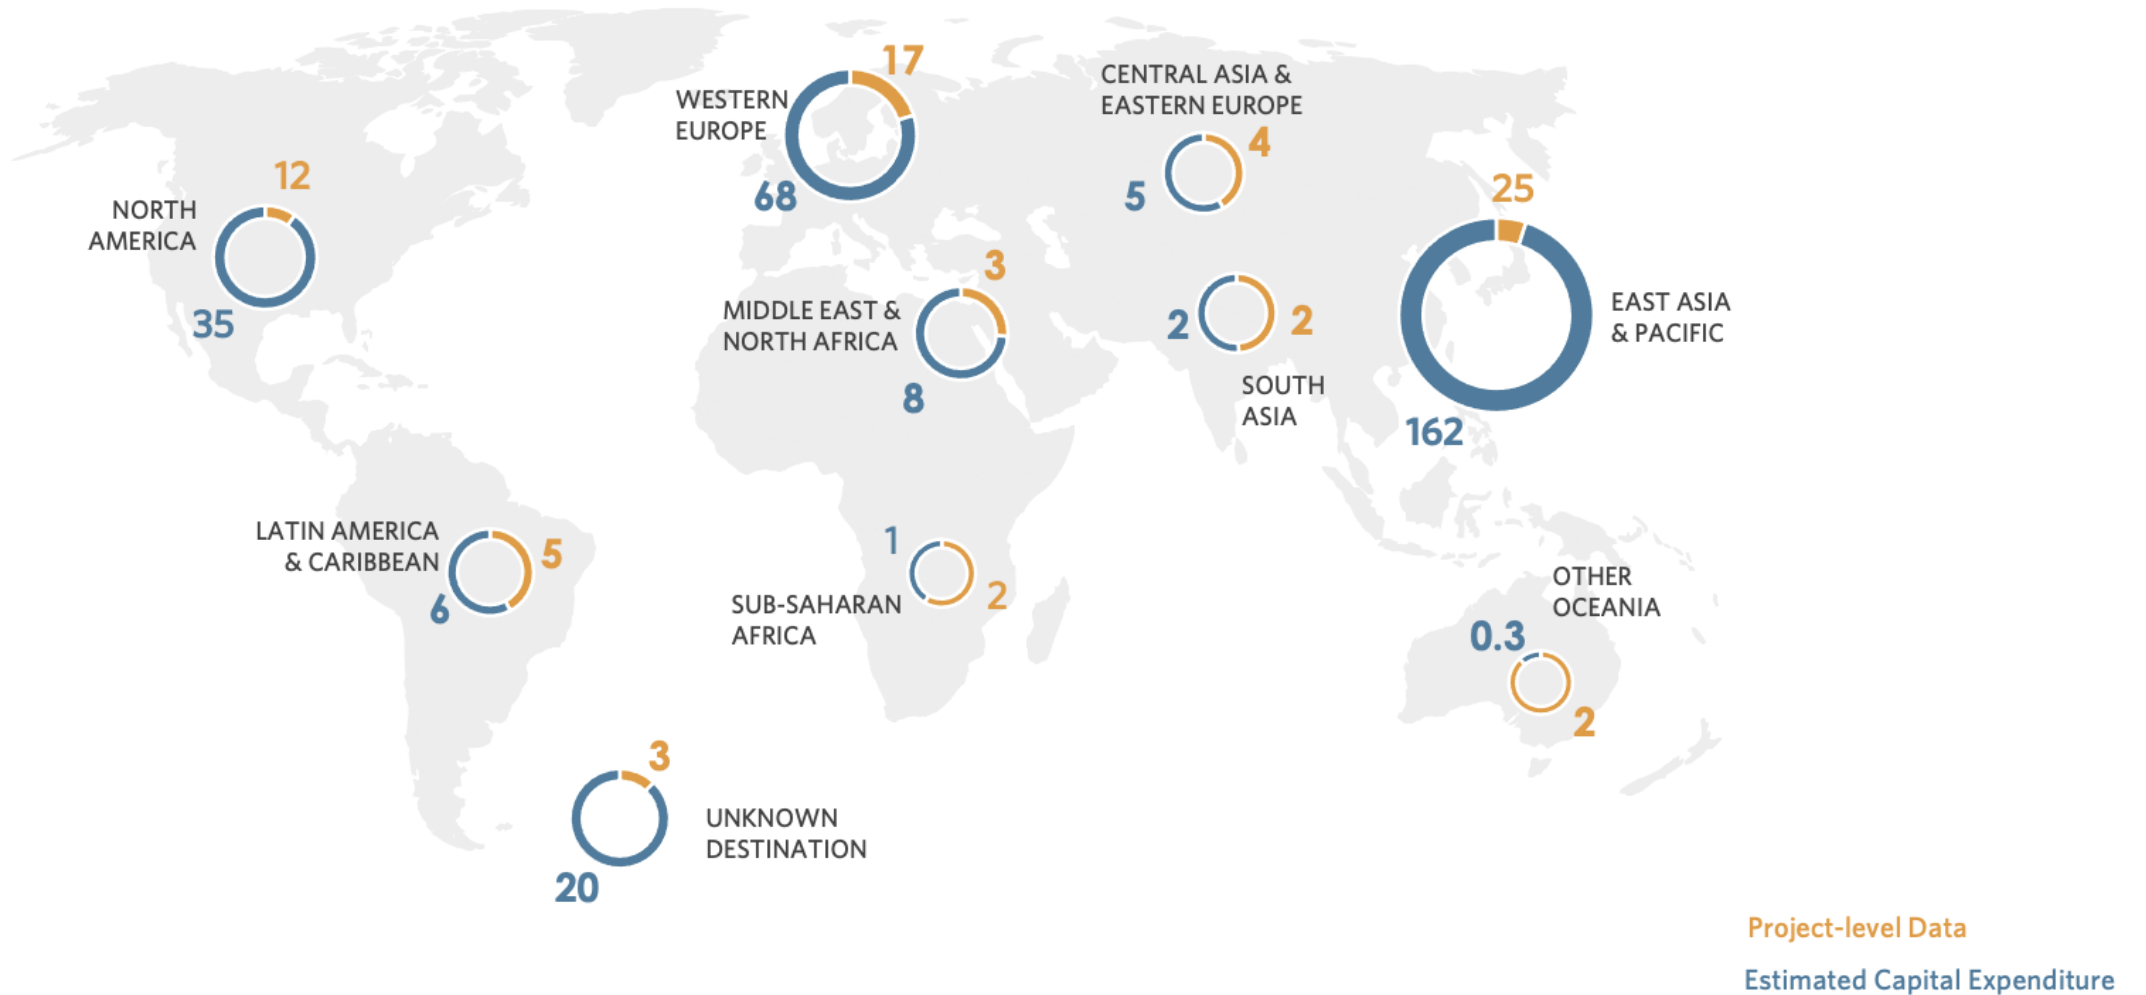 17
WESTERN
EUROPE
68
CENTRAL ASIA &
EASTERN EUROPE
4
5
12
NORTH
AMERICA
35
25
EAST ASIA
& PACIFIC
162
3
MIDDLE EAST &
NORTH AFRICA
8
2
2
SOUTH
ASIA
LATIN AMERICA
& CARIBBEAN
5
6
1
SUB-SAHARAN
AFRICA
2
OTHER
OCEANIA
0.3
2
3
UNKNOWN
DESTINATION
20
Project-level Data
Estimated Capital Expenditure